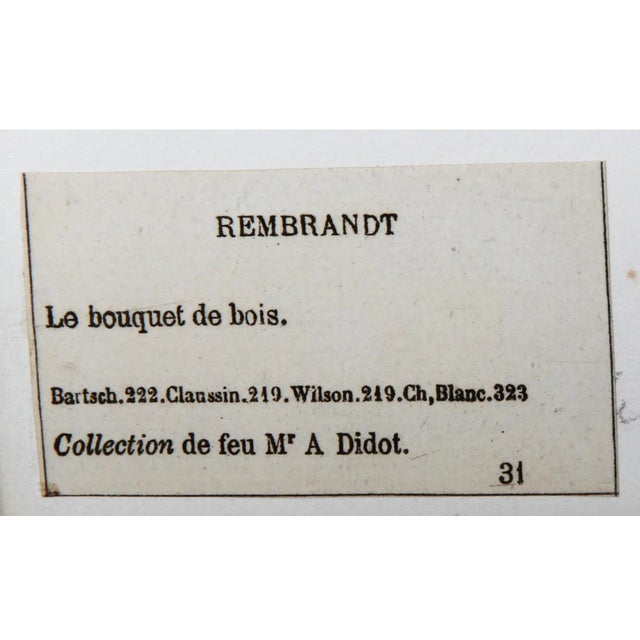 REMBRANDT
Le bouquet de bois.
Bartsch.222.Claussin.219.Wilson.219.Ch,Blanc.323
Collection de feu Mr A Didot.
31